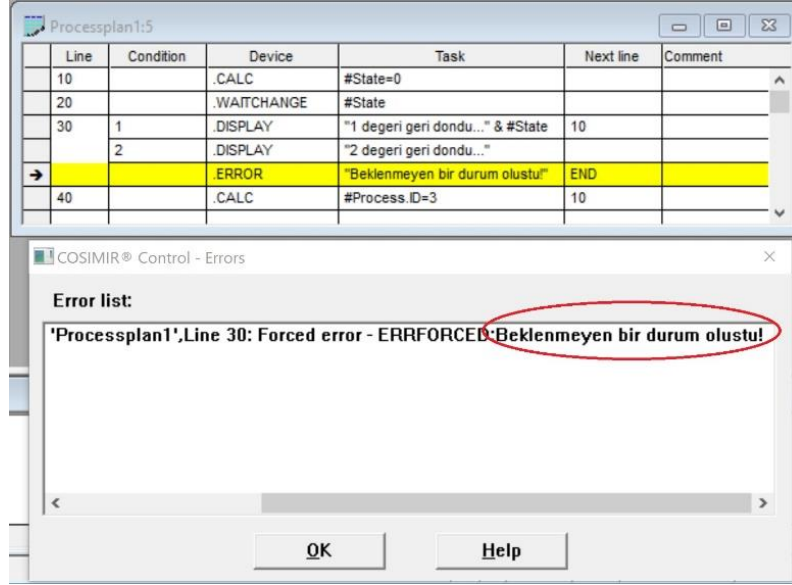 Processplan1:5
Line Condition Device Task Next line Comment
10 .CALC #State=0
20 .WAITCHANGE #State
30 1 .DISPLAY "1 degeri geri dondu..." & #State 10
2 .DISPLAY "2 degeri geri dondu..."
.ERROR "Beklenmeyen bir durum olustu!" END
40 .CALC #Process.ID=3 10
COSIMIR® Control - Errors
Error list:
'Processplan1',Line 30: Forced error - ERRFORCED:Beklenmeyen bir durum olustu!
OK Help